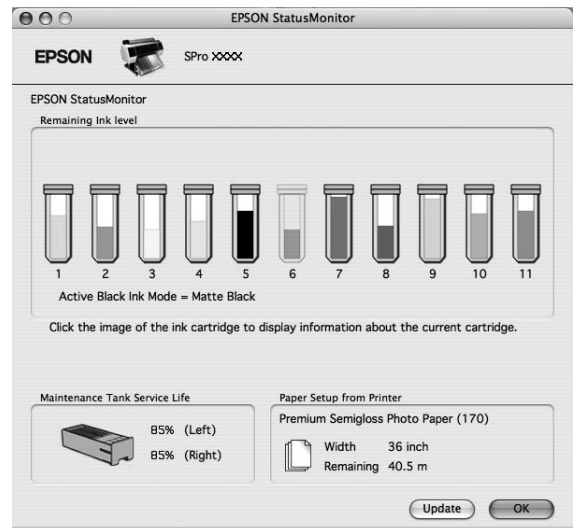 EPSON StatusMonitor
EPSON SPro XXXX
EPSON StatusMonitor
Remaining Ink level
1 2 3 4 5 6 7 8 9 10 11
Active Black Ink Mode = Matte Black
Click the image of the ink cartridge to display information about the current cartridge.
Maintenance Tank Service Life
85% (Left)
85% (Right)
Paper Setup from Printer
Premium Semigloss Photo Paper (170)
Width 36 inch
Remaining 40.5 m
Update OK